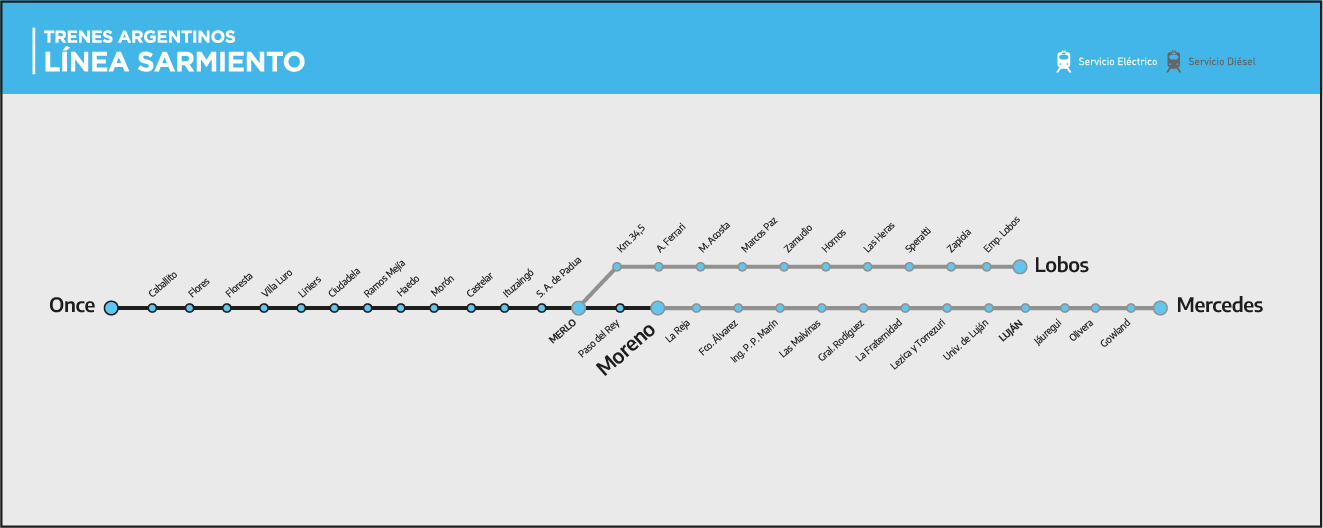 TRENES ARGENTINOS
LÍNEA SARMIENTO
Servicio Eléctrico
Servicio Diésel
Once
Caballito
Flores
Floresta
Villa Luro
Liniers
Ciudadela
Ramos Mejía
Haedo
Morón
Castelar
Ituzaingó
S. A. de Padua
MERLO
Paso del Rey
Moreno
Km. 34,5
A. Ferrari
M. Acosta
Marcos Paz
Zamudio
Hornos
Las Heras
Speratti
Zapiola
Emp. Lobos
Lobos
La Reja
Fco. Álvarez
Ing. P. P. Marín
Las Malvinas
Gral. Rodíguez
La Fraternidad
Lezica y Torrezuri
Univ. de Luján
LUJÁN
Jáuregui
Olivera
Gowland
Mercedes